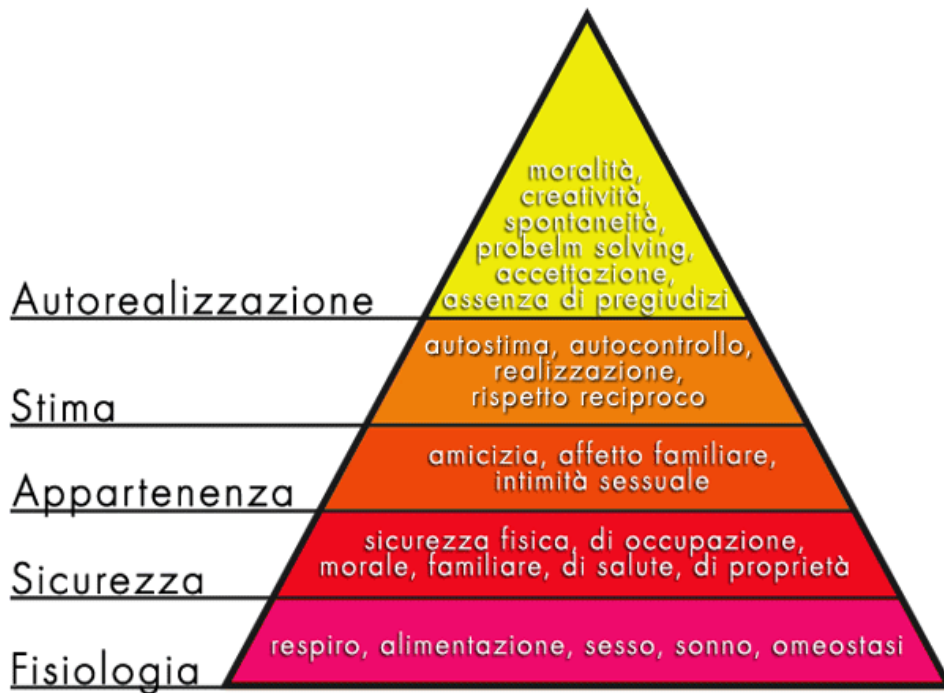 moralità,
creatività,
spontaneità,
probelm solving,
accettazione,
assenza di pregiudizi
Autorealizzazione
autostima, autocontrollo,
realizzazione,
rispetto reciproco
Stima
amicizia, affetto familiare,
intimità sessuale
Appartenenza
sicurezza fisica, di occupazione,
morale, familiare, di salute, di proprietà
Sicurezza
respiro, alimentazione, sesso, sonno, omeostasi
Fisiologia